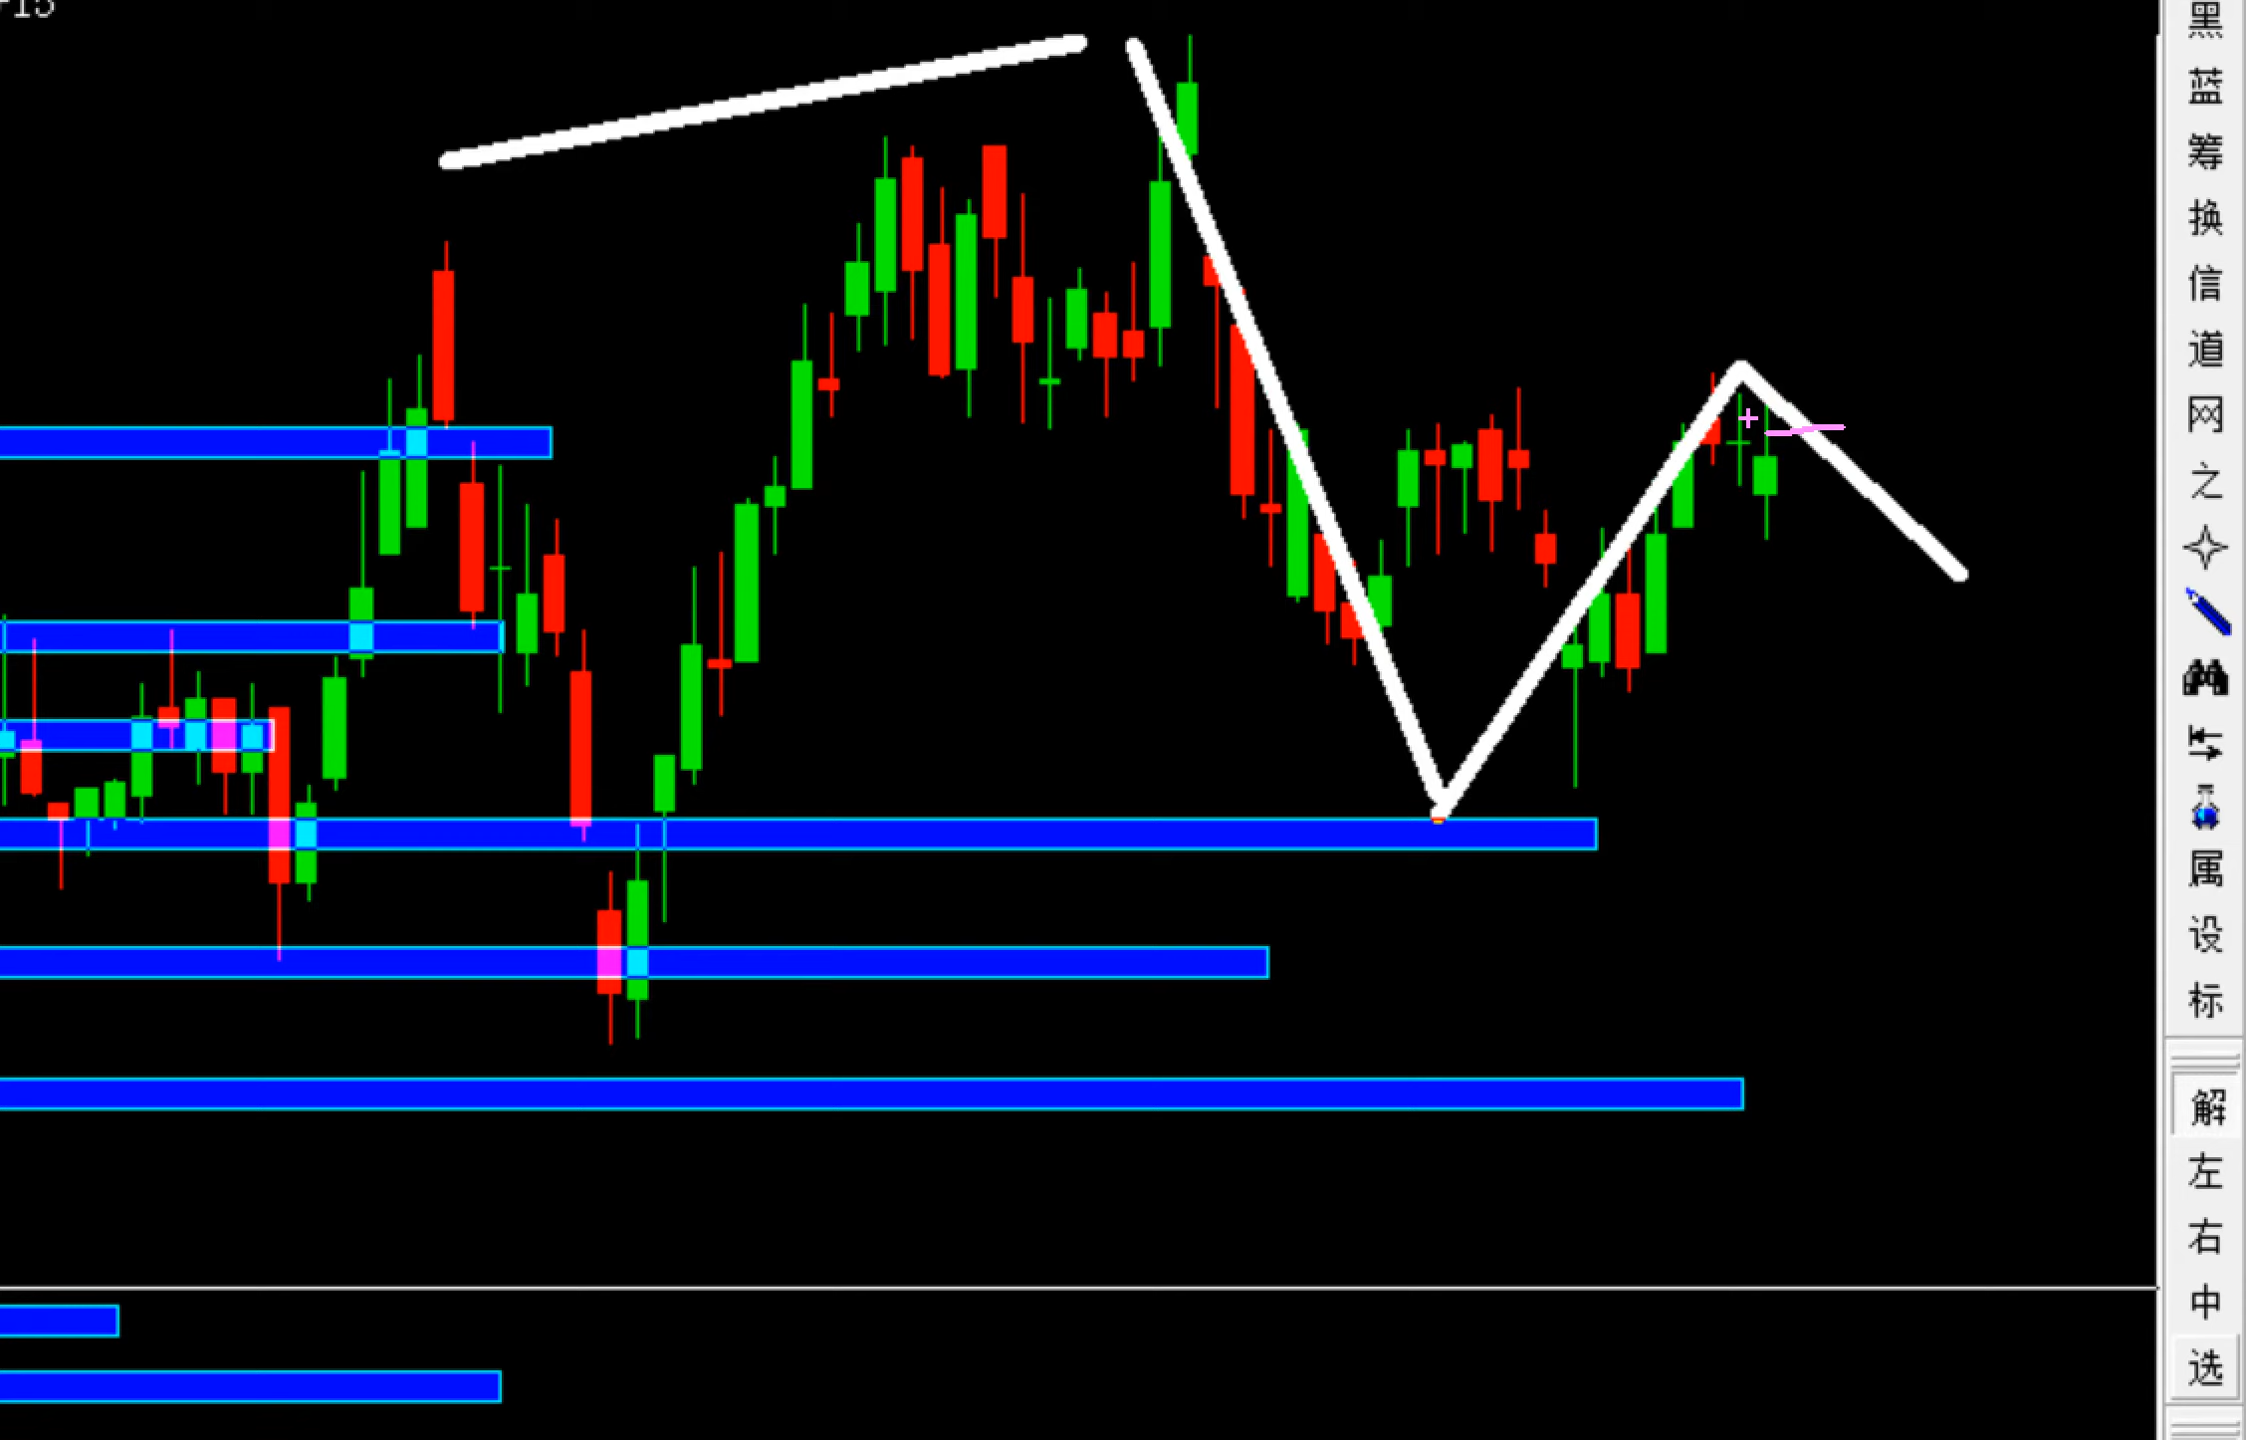 黑
蓝
筹
换
信
道
网
之
属
设
标
解
左
右
中
选